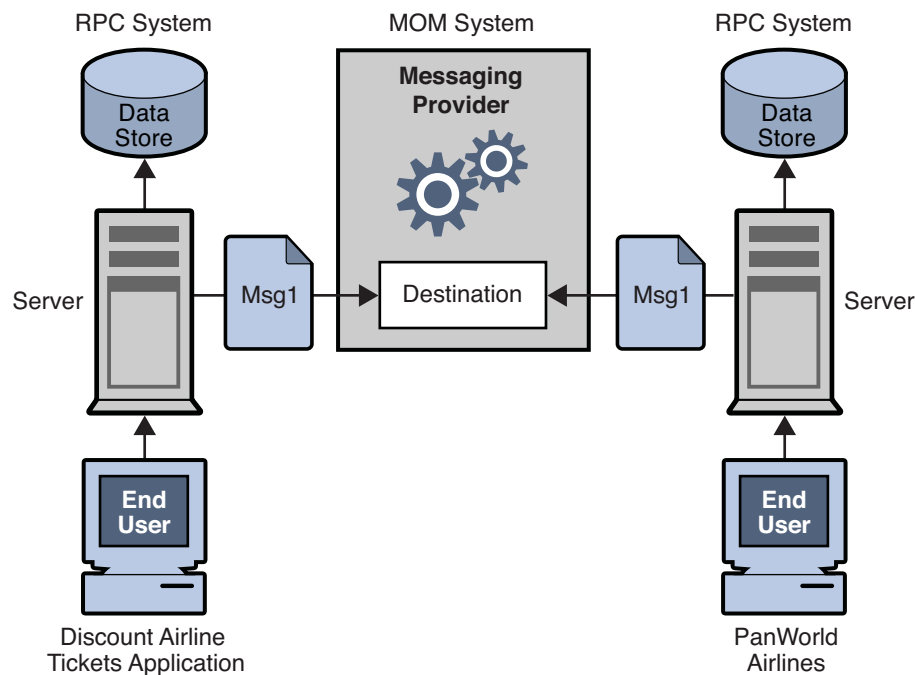 RPC System
MOM System
RPC System
Data
Store
Messaging
Provider
Data
Store
Server
Msg1
Destination
Msg1
Server
End
User
End
User
Discount Airline
Tickets Application
PanWorld
Airlines